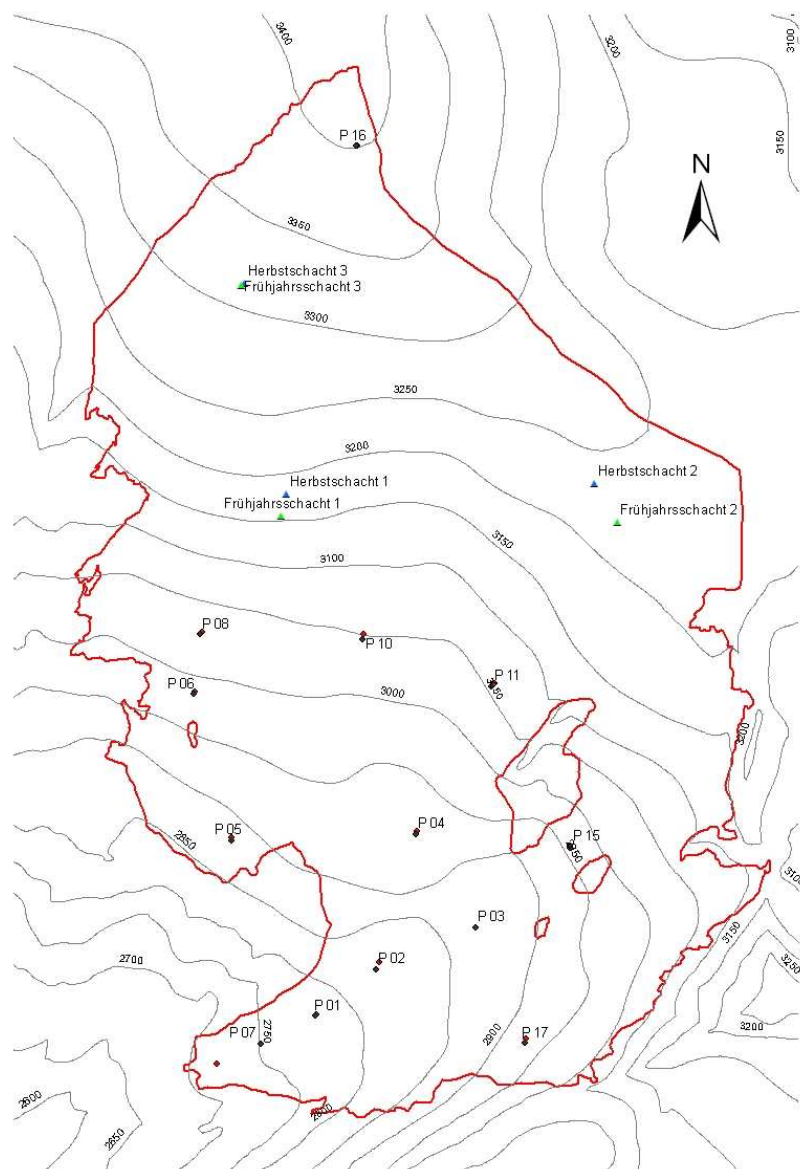 3400
3200
3100
3150
P 16
N
3350
Herbstschacht 3
Frühjahrsschacht 3
3300
3250
3200
Herbstschacht 1
Herbstschacht 2
Frühjahrsschacht 1
Frühjahrsschacht 2
3150
3100
P 08
P 10
P 11
P 06
3000
3200
P 05
2850
P 04
P 15
3100
P 03
3150
P 02
2700
3250
P 01
P 07
2750
2900
P 17
3200
2800
2650